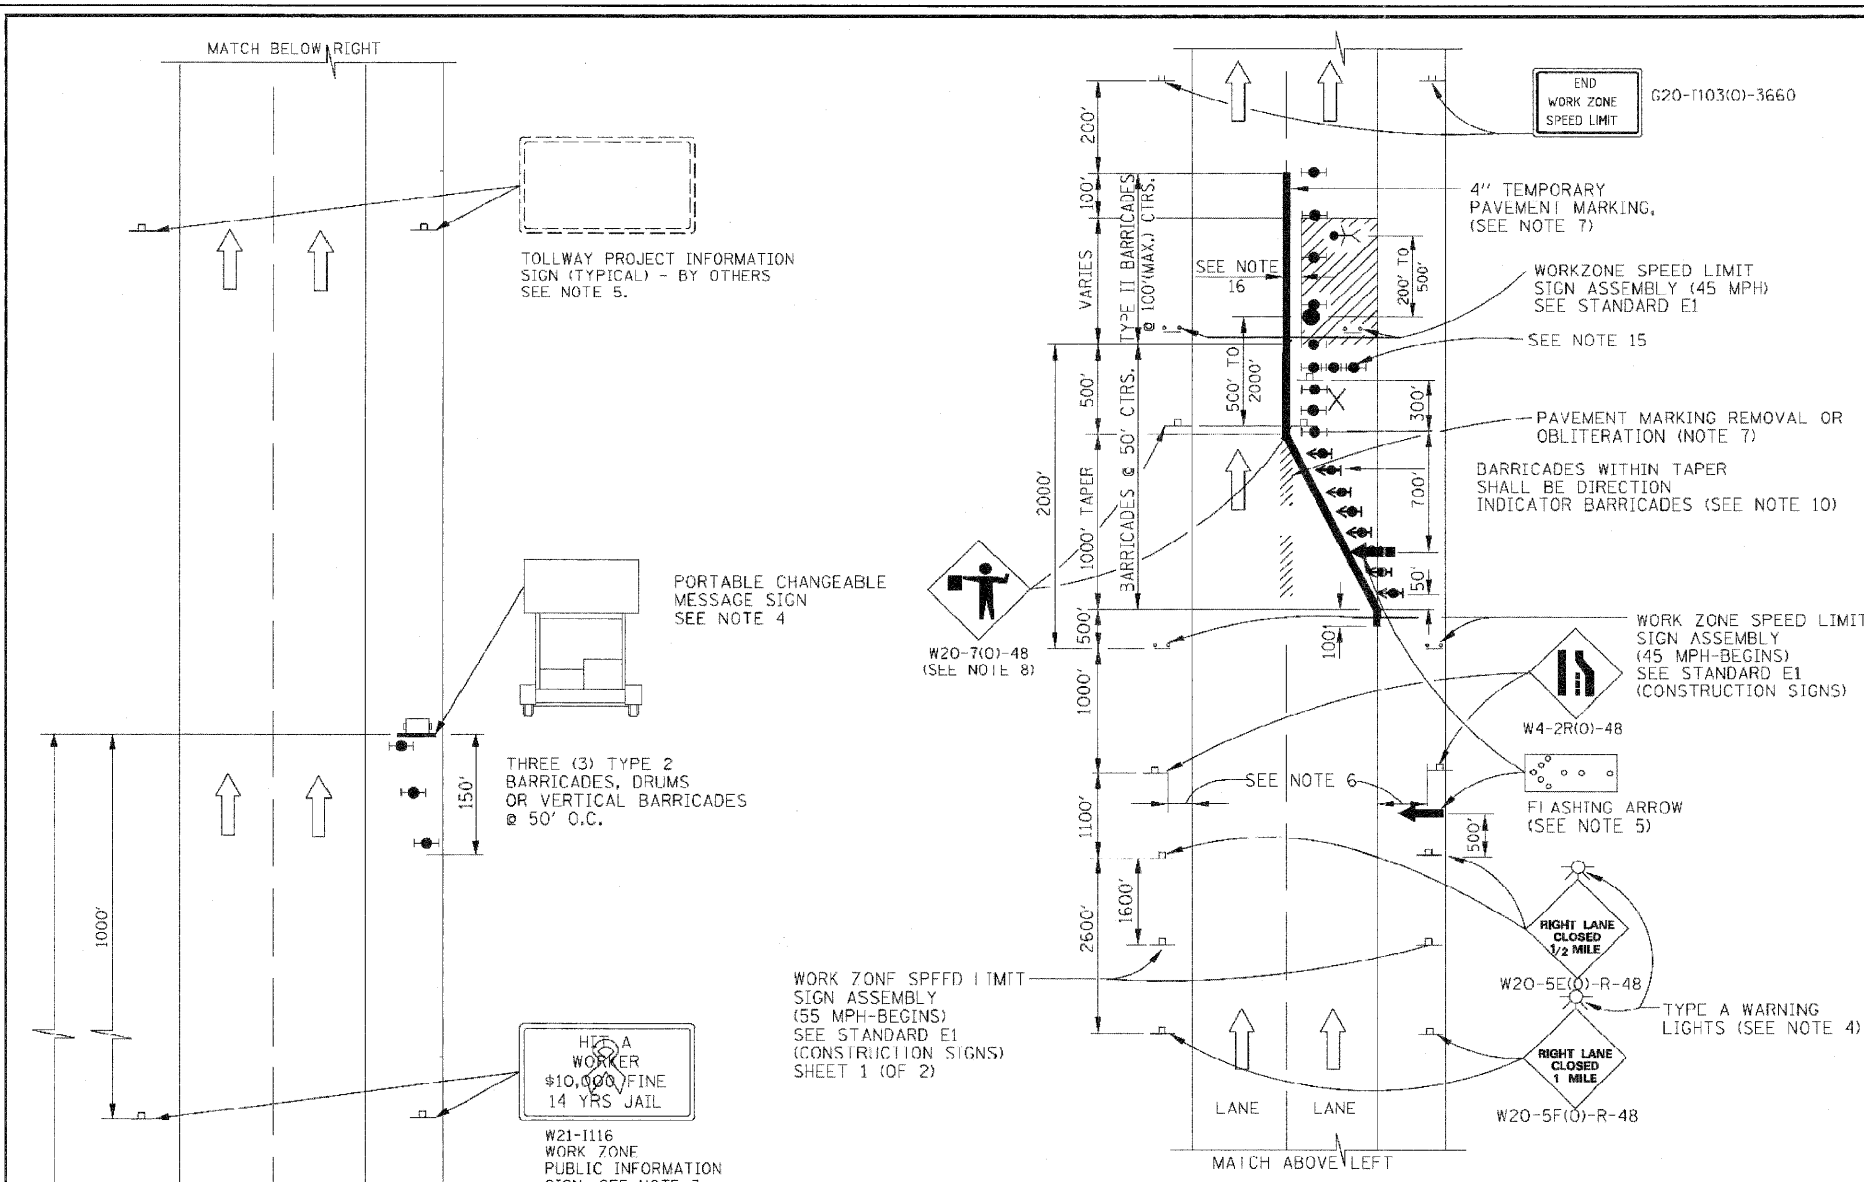 MATCH BELOW RIGHT
TOLLWAY PROJECT INFORMATION
SIGN (TYPICAL) - BY OTHERS
SEE NOTE 5.
PORTABLE CHANGEABLE
MESSAGE SIGN
SEE NOTE 4
THREE (3) TYPE 2
BARRICADES, DRUMS
OR VERTICAL BARRICADES
@ 50' O.C.
150'
1000'
HIT A
WORKER
$10,000 FINE
14 YRS JAIL
W21-I116
WORK ZONE
PUBLIC INFORMATION
END
WORK ZONE
SPEED LIMIT
G20-I103(O)-3660
200'
100'
VARIES
TYPE II BARRICADES
@ 100'(MAX.) CTRS.
SEE NOTE
16
4'' TEMPORARY
PAVEMENT MARKING,
(SEE NOTE 7)
200' TO
500'
WORKZONE SPEED LIMIT
SIGN ASSEMBLY (45 MPH)
SEE STANDARD E1
SEE NOTE 15
500'
500' TO
2000'
300'
PAVEMENT MARKING REMOVAL OR
OBLITERATION (NOTE 7)
BARRICADES WITHIN TAPER
SHALL BE DIRECTION
INDICATOR BARRICADES (SEE NOTE 10)
2000'
1000' TAPER
BARRICADES @ 50' CTRS.
700'
50'
W20-7(O)-48
(SEE NOTE 8)
500'
100'
WORK ZONE SPEED LIMIT
SIGN ASSEMBLY
(45 MPH-BEGINS)
SEE STANDARD E1
(CONSTRUCTION SIGNS)
W4-2R(O)-48
1000'
SEE NOTE 6
FLASHING ARROW
(SEE NOTE 5)
1100'
500'
1600'
2600'
RIGHT LANE
CLOSED
1/2 MILE
W20-5E(O)-R-48
WORK ZONE SPEED LIMIT
SIGN ASSEMBLY
(55 MPH-BEGINS)
SEE STANDARD E1
(CONSTRUCTION SIGNS)
SHEET 1 (OF 2)
TYPE A WARNING
LIGHTS (SEE NOTE 4)
RIGHT LANE
CLOSED
1 MILE
W20-5F(O)-R-48
LANE LANE
MATCH ABOVE LEFT